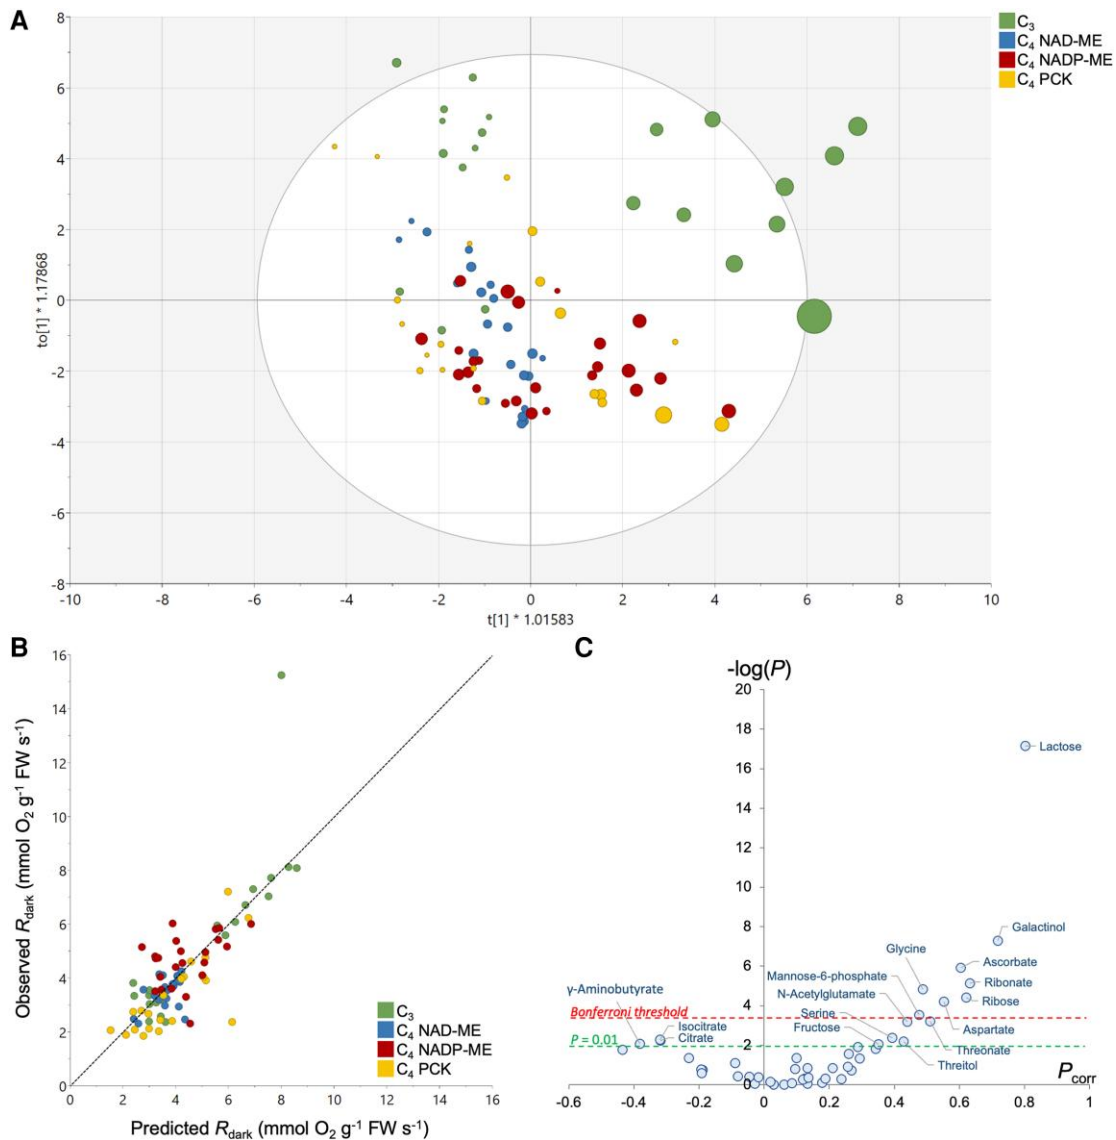 A
C3
C4 NAD-ME
C4 NADP-ME
C4 PCK
8
6
4
2
0
-2
-4
-6
-8
to[1] * 1.17868
-10
-8
-6
-4
-2
0
2
4
6
8
10
t[1] * 1.01583
B
16
14
12
10
8
6
4
2
0
Observed Rdark (mmol O2 g-1 FW s-1)
C3
C4 NAD-ME
C4 NADP-ME
C4 PCK
0
2
4
6
8
10
12
14
16
Predicted Rdark (mmol O2 g-1 FW s-1)
C
-log(P)
20
18
16
14
12
10
8
6
4
2
0
Lactose
Galactinol
Glycine
Ascorbate
Mannose-6-phosphate
Ribonate
γ-Aminobutyrate
N-Acetylglutamate
Ribose
Bonferroni threshold
Serine
Aspartate
Isocitrate
Fructose
Citrate
P = 0.01
Threonate
Threitol
Pcorr
-0.6
-0.4
-0.2
0
0.2
0.4
0.6
0.8
1